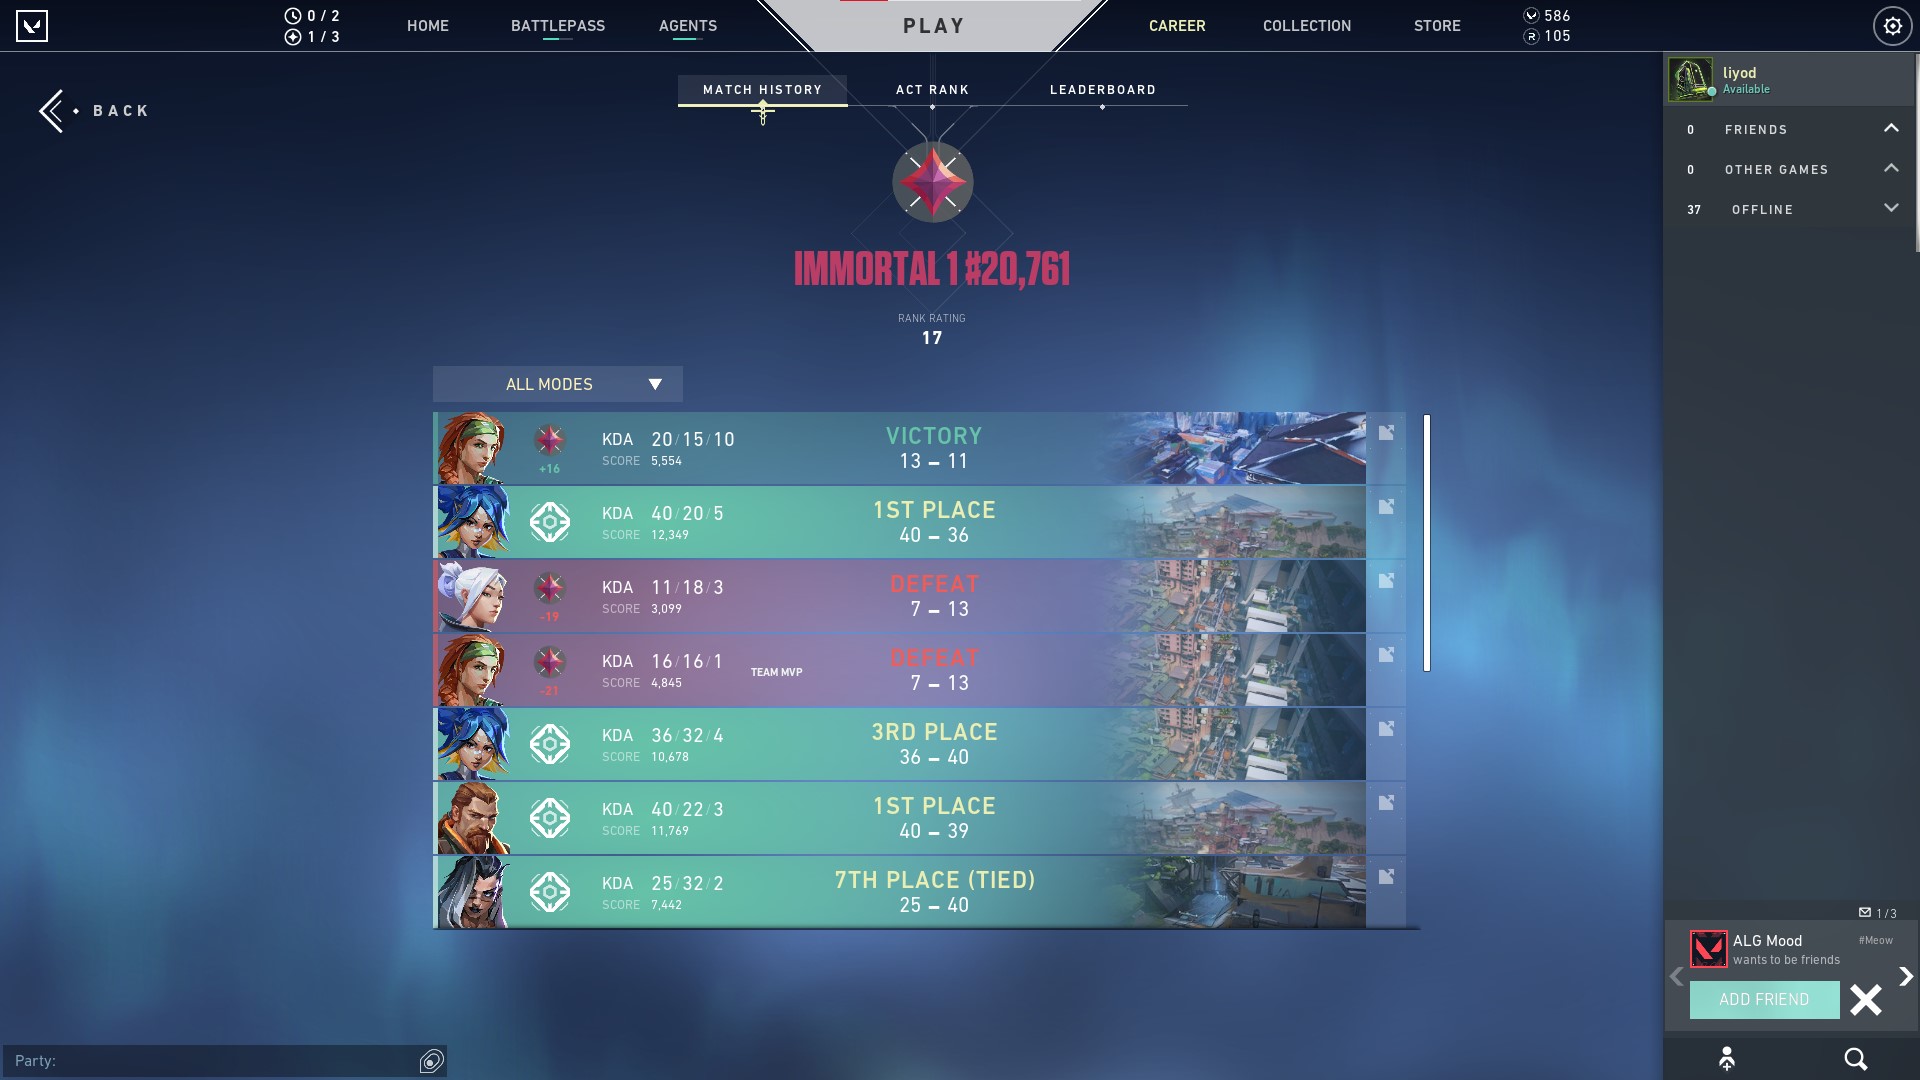 0 / 2
1 / 3
HOME
BATTLEPASS
AGENTS
PLAY
CAREER
COLLECTION
STORE
586
105
BACK
MATCH HISTORY
ACT RANK
LEADERBOARD
IMMORTAL 1 #20,761
RANK RATING
17
ALL MODES
KDA 20/15/10
SCORE 5,554
+16
VICTORY
13 – 11
KDA 40/20/5
SCORE 12,349
1ST PLACE
40 – 36
KDA 11/18/3
SCORE 3,099
-19
DEFEAT
7 – 13
KDA 16/16/1
SCORE 4,845
-21
TEAM MVP
DEFEAT
7 – 13
KDA 36/32/4
SCORE 10,678
3RD PLACE
36 – 40
KDA 40/22/3
SCORE 11,769
1ST PLACE
40 – 39
KDA 25/32/2
SCORE 7,442
7TH PLACE (TIED)
25 – 40
liyod
Available
0 FRIENDS
0 OTHER GAMES
37 OFFLINE
1/3
ALG Mood #Meow
wants to be friends
ADD FRIEND
Party: